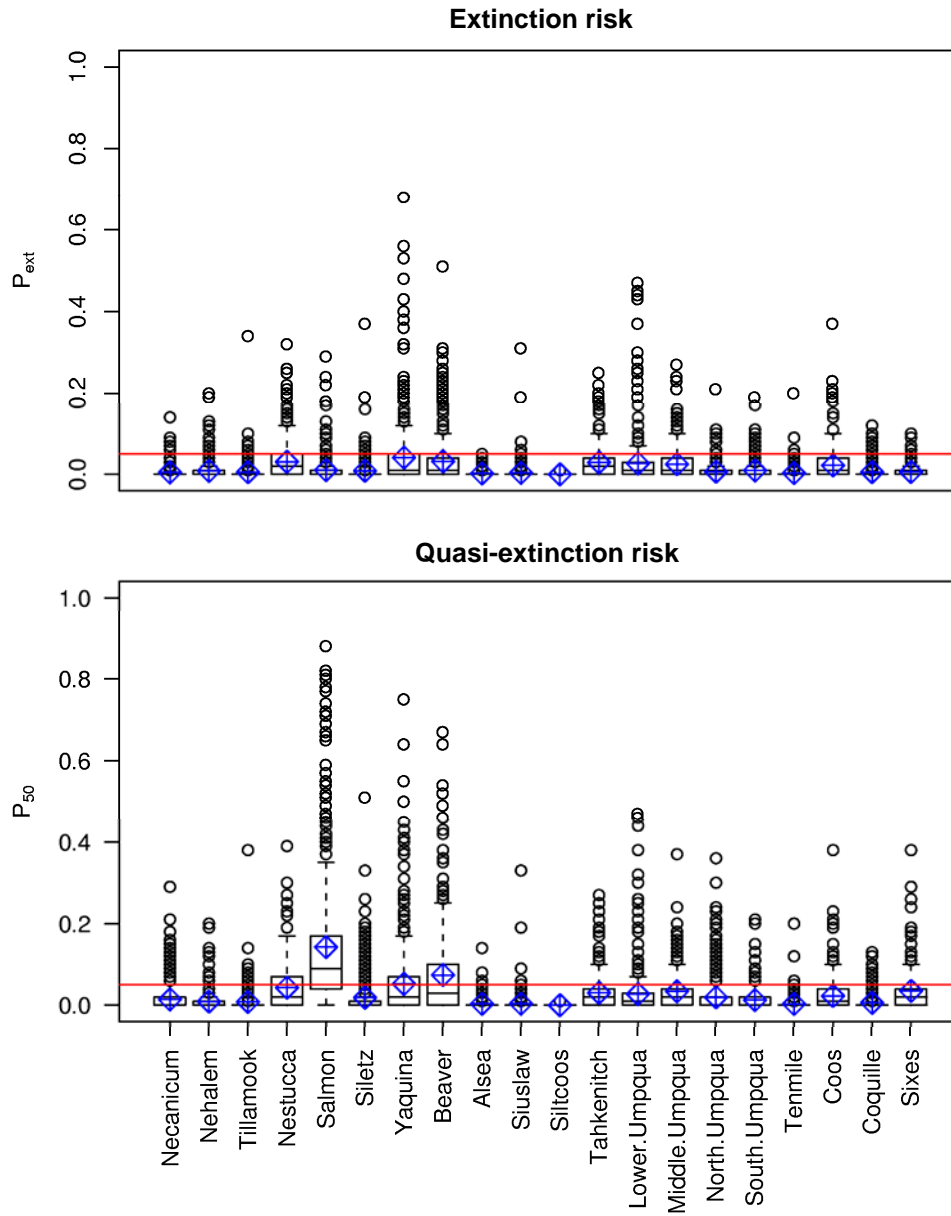 Extinction risk
1.0
0.8
0.6
0.4
0.2
0.0
Pext
Quasi-extinction risk
1.0
0.8
0.6
0.4
0.2
0.0
P50
Necanicum
Nehalem
Tillamook
Nestucca
Salmon
Siletz
Yaquina
Beaver
Alsea
Siuslaw
Siltcoos
Tahkenitch
Lower.Umpqua
Middle.Umpqua
North.Umpqua
South.Umpqua
Tenmile
Coos
Coquille
Sixes